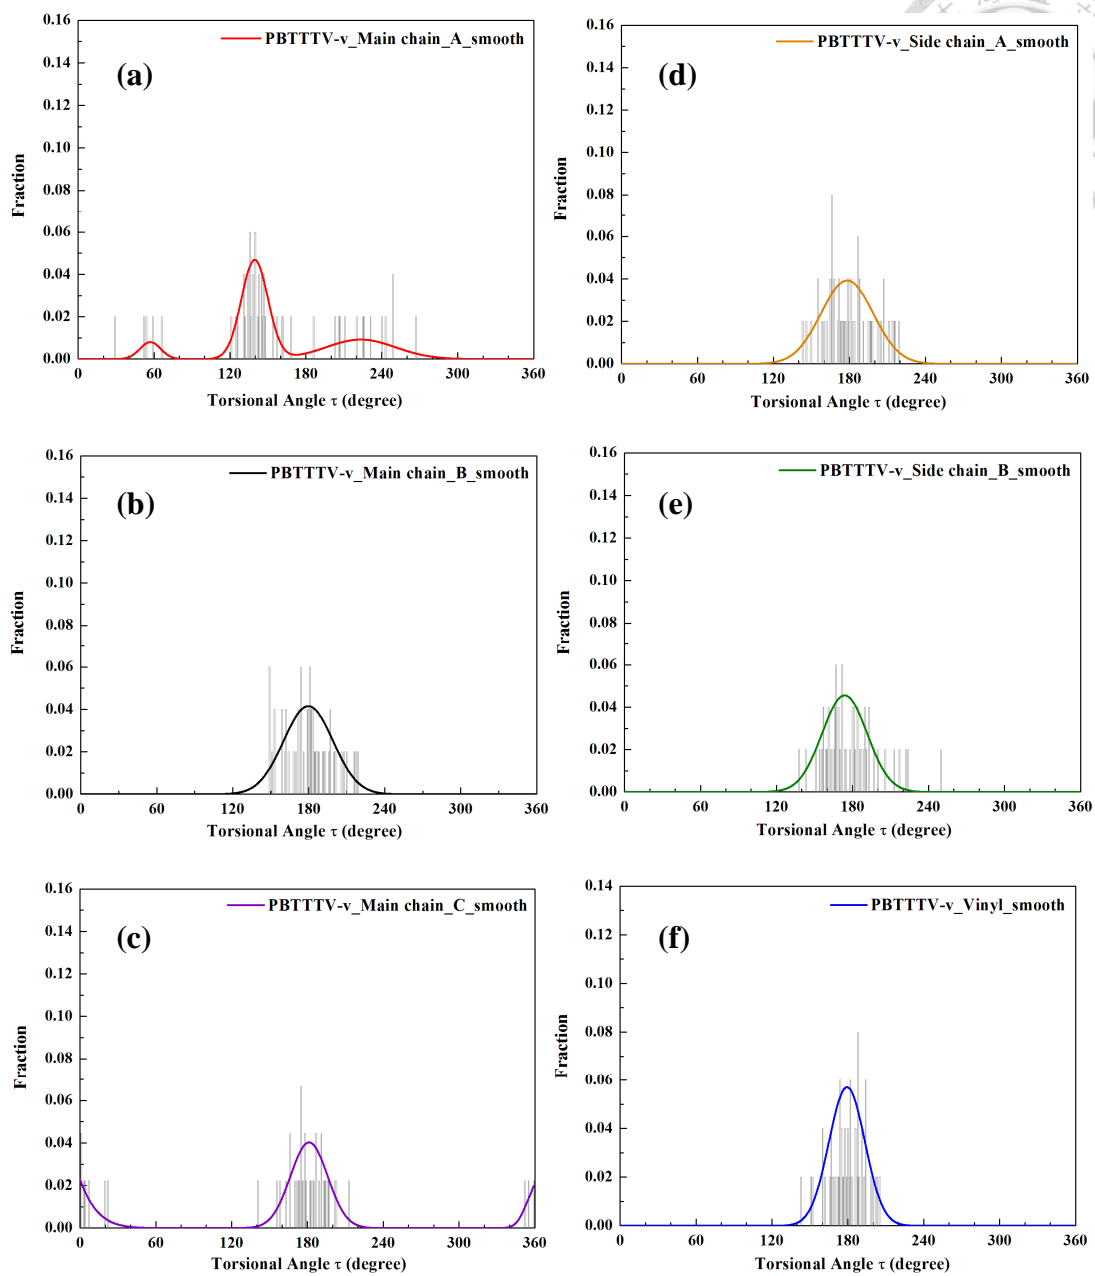 PBTTTV-v_Main chain_A_smooth
(a)
Fraction
0.16
0.14
0.12
0.10
0.08
0.06
0.04
0.02
0.00
0 60 120 180 240 300 360
Torsional Angle τ (degree)
PBTTTV-v_Side chain_A_smooth
(d)
Fraction
0.16
0.14
0.12
0.10
0.08
0.06
0.04
0.02
0.00
0 60 120 180 240 300 360
Torsional Angle τ (degree)
PBTTTV-v_Main chain_B_smooth
(b)
Fraction
0.16
0.14
0.12
0.10
0.08
0.06
0.04
0.02
0.00
0 60 120 180 240 300 360
Torsional Angle τ (degree)
PBTTTV-v_Side chain_B_smooth
(e)
Fraction
0.16
0.14
0.12
0.10
0.08
0.06
0.04
0.02
0.00
0 60 120 180 240 300 360
Torsional Angle τ (degree)
PBTTTV-v_Main chain_C_smooth
(c)
Fraction
0.16
0.14
0.12
0.10
0.08
0.06
0.04
0.02
0.00
0 60 120 180 240 300 360
Torsional Angle τ (degree)
PBTTTV-v_Vinyl_smooth
(f)
Fraction
0.14
0.12
0.10
0.08
0.06
0.04
0.02
0.00
0 60 120 180 240 300 360
Torsional Angle τ (degree)